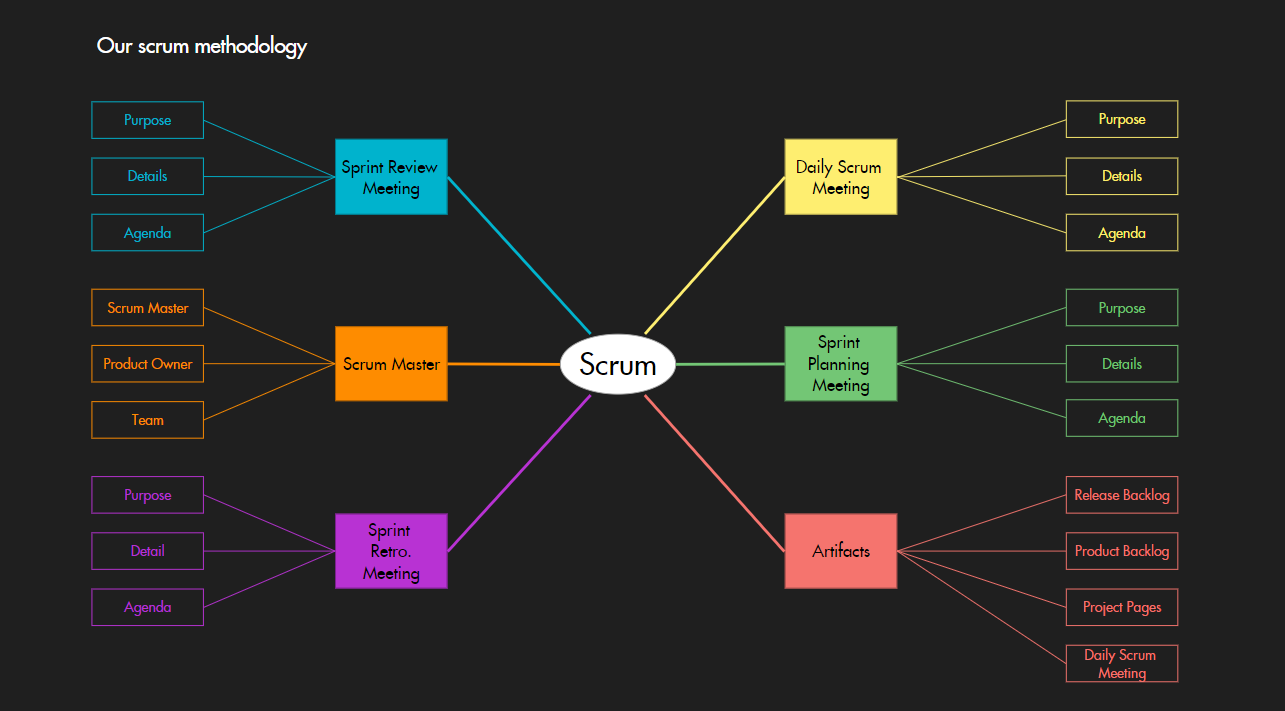 Our scrum methodology
Purpose
Details
Agenda
Sprint Review
Meeting
Scrum Master
Product Owner
Team
Scrum Master
Purpose
Detail
Agenda
Sprint
Retro.
Meeting
Scrum
Daily Scrum
Meeting
Purpose
Details
Agenda
Sprint
Planning
Meeting
Purpose
Details
Agenda
Artifacts
Release Backlog
Product Backlog
Project Pages
Daily Scrum
Meeting